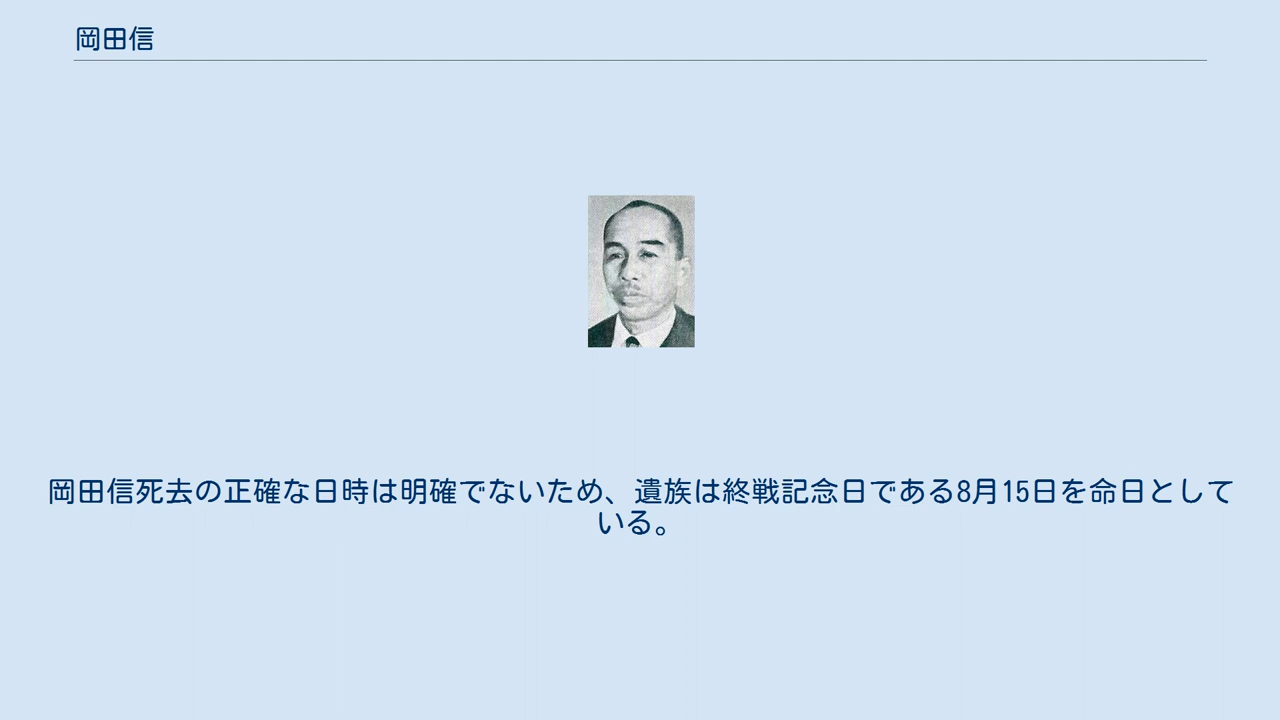 岡田信
岡田信死去の正確な日時は明確でないため、遺族は終戦記念日である8月15日を命日として
いる。